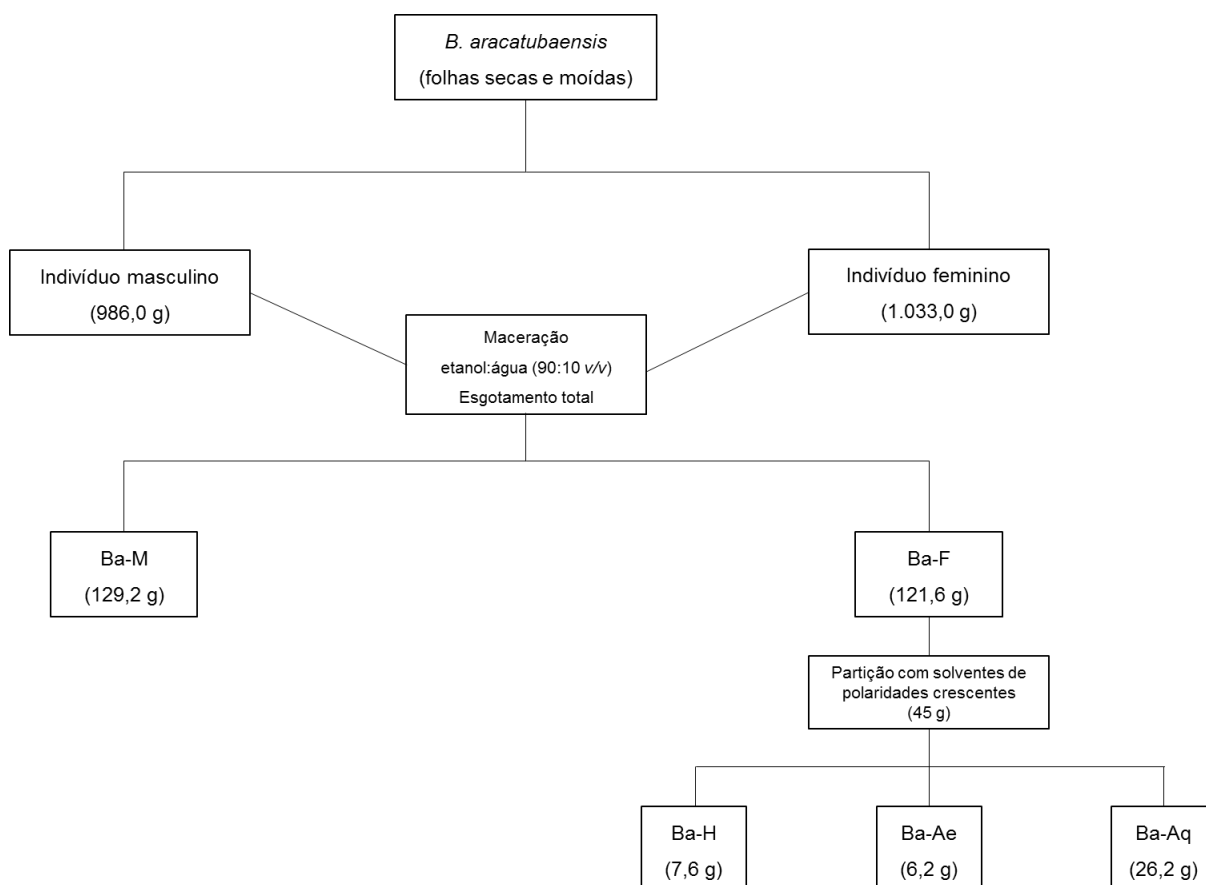 B. aracatubaensis
(folhas secas e moídas)
Indivíduo masculino
(986,0 g)
Indivíduo feminino
(1.033,0 g)
Maceração
etanol:água (90:10 v/v)
Esgotamento total
Ba-M
(129,2 g)
Ba-F
(121,6 g)
Partição com solventes de
polaridades crescentes
(45 g)
Ba-H
(7,6 g)
Ba-Ae
(6,2 g)
Ba-Aq
(26,2 g)